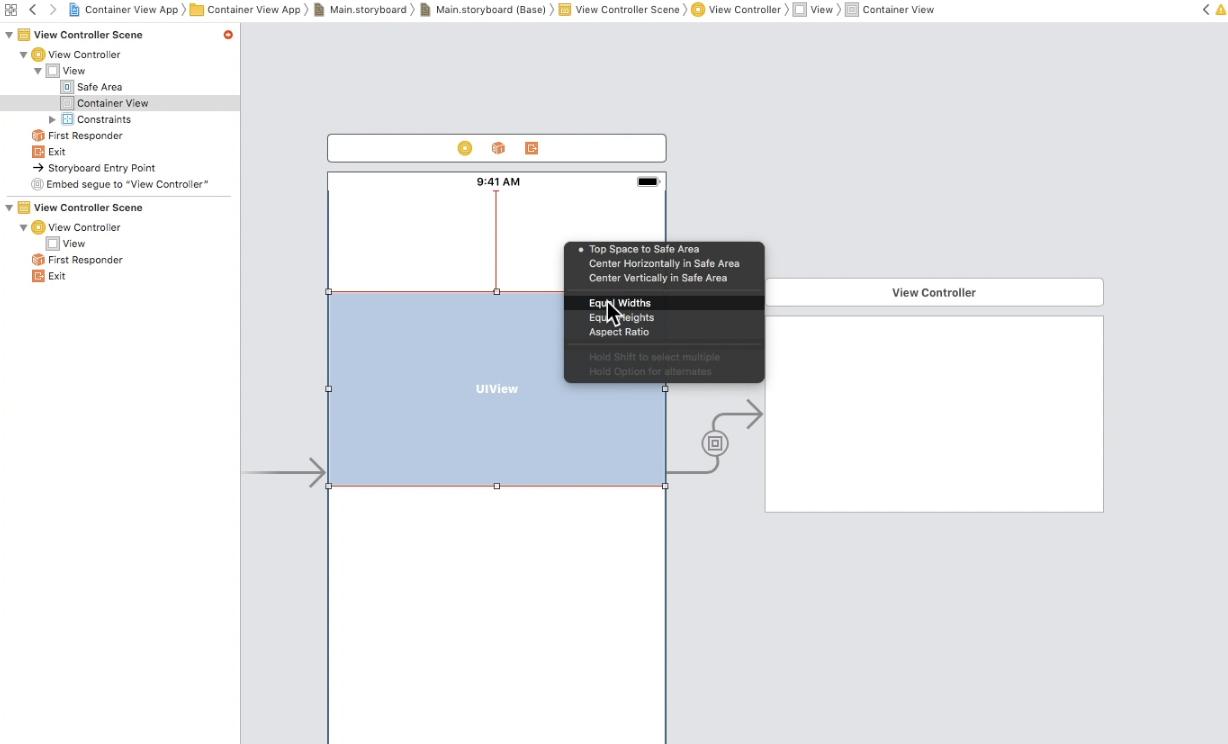 Container View App Container View App Main.storyboard Main.storyboard (Base) View Controller Scene View Controller View Container View
View Controller Scene
View Controller
View
Safe Area
Container View
Constraints
First Responder
Exit
Storyboard Entry Point
Embed segue to “View Controller”
View Controller Scene
View Controller
View
First Responder
Exit
9:41 AM
Top Space to Safe Area
Center Horizontally in Safe Area
Center Vertically in Safe Area
Equal Widths
Equal Heights
Aspect Ratio
Hold Shift to select multiple
Hold Option for alternates
UIView
View Controller